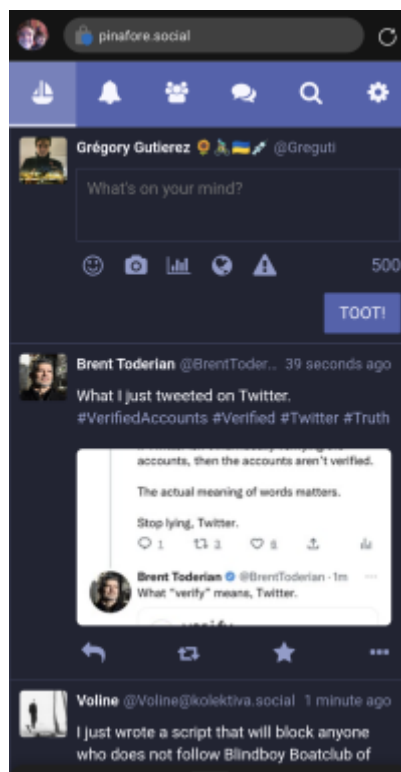 pinafore.social
Grégory Gutierez 🌻🚴🇺🇦💉 @Greguti
What's on your mind?
500
TOOT!
Brent Toderian @BrentToder… 39 seconds ago
What I just tweeted on Twitter.
#VerifiedAccounts #Verified #Twitter #Truth
accounts, then the accounts aren't verified.
The actual meaning of words matters.
Stop lying, Twitter.
1 3 8
Brent Toderian @BrentToderian · 1m
What "verify" means, Twitter.
Voline @Voline@kolektiva.social 1 minute ago
I just wrote a script that will block anyone
who does not follow Blindboy Boatclub of